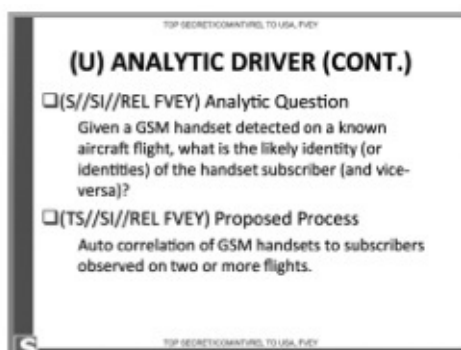 TOP SECRET//COMINT//REL TO USA, FVEY
(U) ANALYTIC DRIVER (CONT.)
❑(S//SI//REL FVEY) Analytic Question
Given a GSM handset detected on a known
aircraft flight, what is the likely identity (or
identities) of the handset subscriber (and vice-
versa)?
❑(TS//SI//REL FVEY) Proposed Process
Auto correlation of GSM handsets to subscribers
observed on two or more flights.
S
TOP SECRET//COMINT//REL TO USA, FVEY